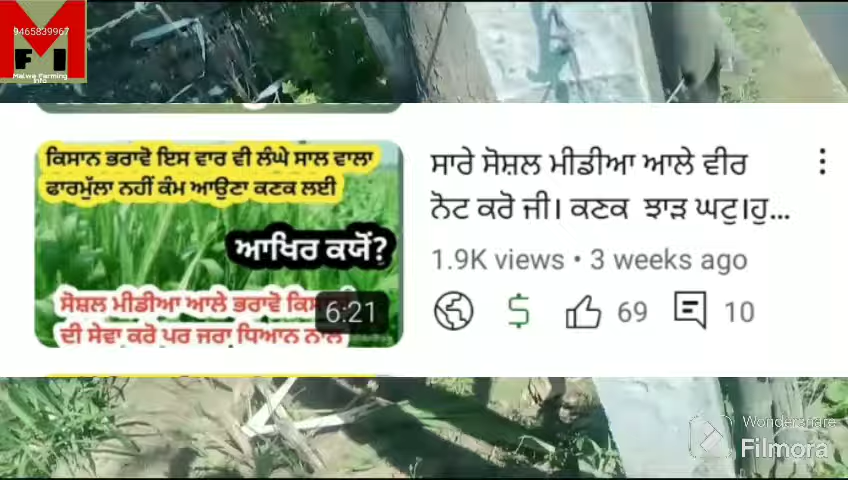 9465839967
M
F I
Malwa Farming
Info
ਕਿਸਾਨ ਭਰਾਵੋ ਇਸ ਵਾਰ ਵੀ ਲੰਘੇ ਸਾਲ ਵਾਲਾ
ਫਾਰਮੁੱਲਾ ਨਹੀਂ ਕੰਮ ਆਉਣਾ ਕਣਕ ਲਈ
ਆਖਿਰ ਕਯੋਂ?
ਸੋਸ਼ਲ ਮੀਡੀਆ ਆਲੇ ਭਰਾਵੋ
6:21
ਦੀ ਸੇਵਾ ਕਰੋ ਪਰ ਜਰਾ ਧਿਆਨ ਨਾਲ
ਸਾਰੇ ਸੋਸ਼ਲ ਮੀਡੀਆ ਆਲੇ ਵੀਰ
ਨੋਟ ਕਰੋ ਜੀ। ਕਣਕ ਝਾੜ ਘਟੁ।ਹੁ...
1.9K views • 3 weeks ago
69 10
Wondershare
Filmora